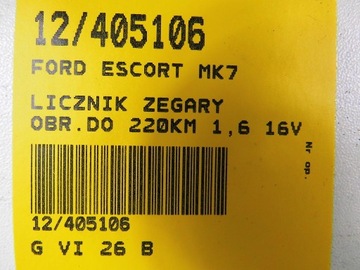 12/405106
FORD ESCORT MK7
LICZNIK ZEGARY
OBR.DO 220KM 1,6 16V
Nr op.
12/405106
G VI 26 B